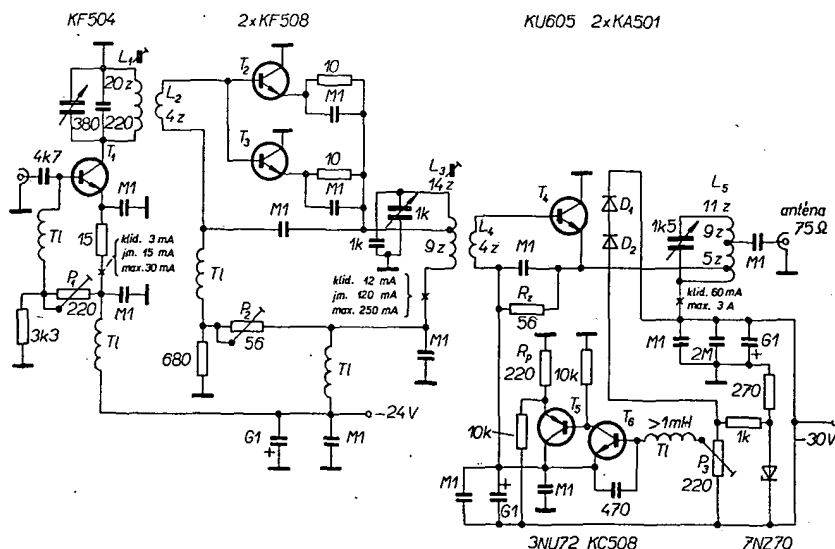 KF504
2xKF508
KU605 2xKA501
L1
20z
380
220
T1
4k7
M1
15
klid. 3 mA
jm. 15 mA
max. 30 mA
Tl
P1
220
M1
3k3
Tl
L2
4z
T2
10
M1
T3
10
M1
M1
Tl
P2
56
680
Tl
G1
+
M1
-24V
L3
14z
1k
1k
9z
klid. 12 mA
jm. 120 mA
max. 250 mA
M1
L4
4z
T4
M1
Rz
56
D1
D2
L5
11z
1k5
9z
5z
M1
anténa
75Ω
klid. 60 mA
max. 3 A
M1
2M
G1
+
270
Rp
220
10k
10k
T5
T6
>1mH
Tl
P3
220
1k
-30V
M1
+
G1
M1
470
3NU72 KC508
7NZ70